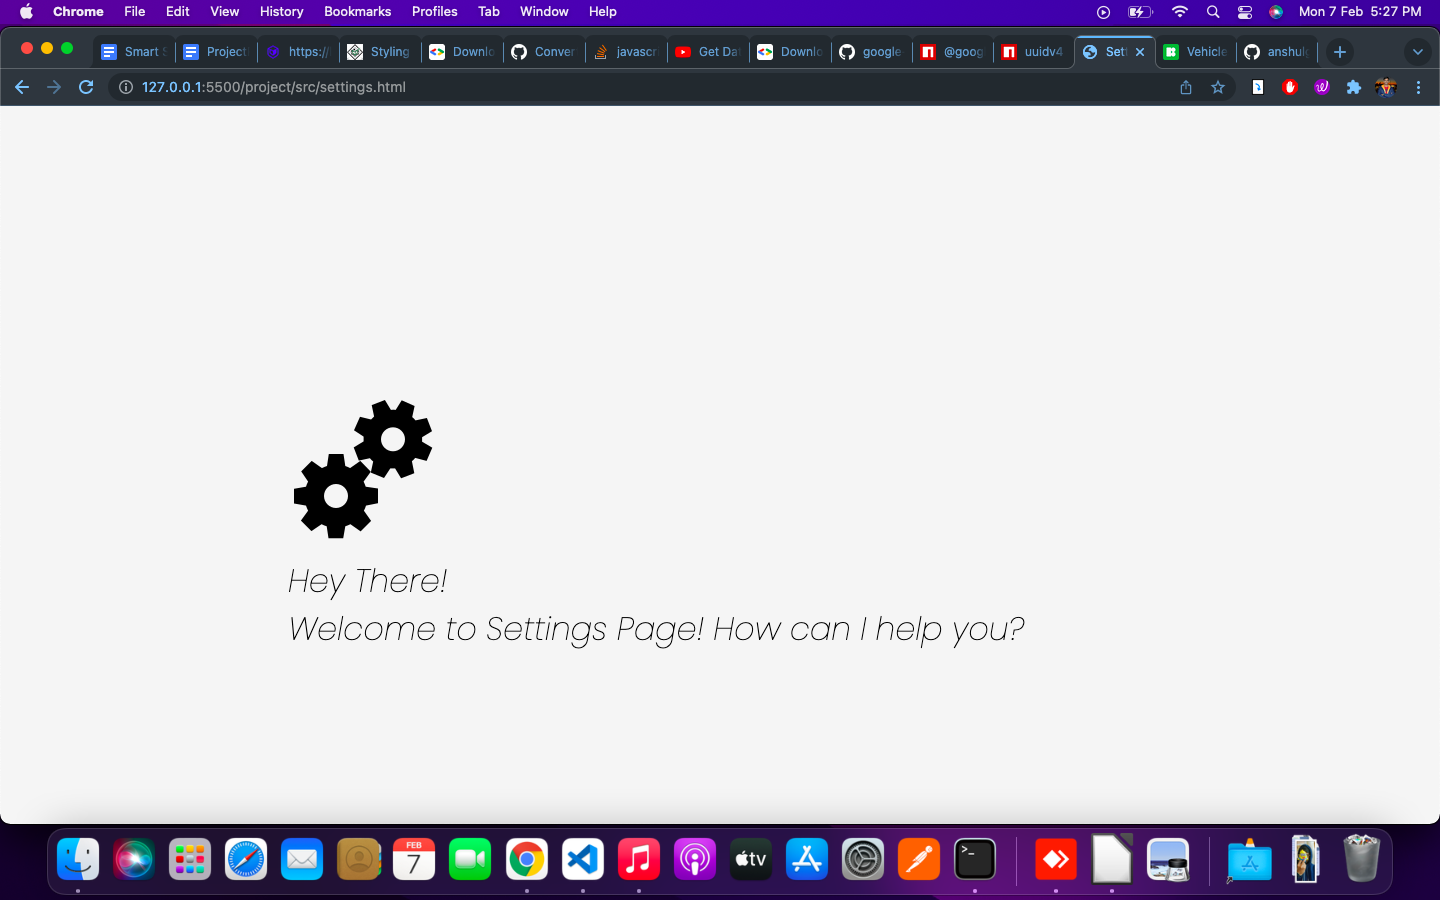 Chrome File Edit View History Bookmarks Profiles Tab Window Help Mon 7 Feb 5:27 PM
Smart Project https:// Styling Downlo Conver javascr Get Da Downlo google @goog uuidv4 Set Vehicle anshul
127.0.0.1:5500/project/src/settings.html
Hey There!
Welcome to Settings Page! How can I help you?
FEB
7
tv
>_